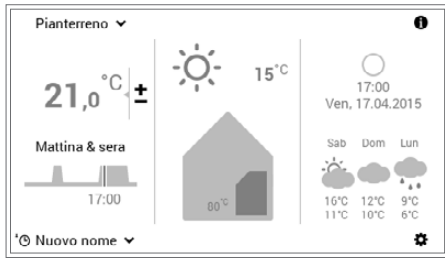 Pianterreno
21,0°C ±
Mattina & sera
17:00
Nuovo nome
15°C
00°C
17:00
Ven, 17.04.2015
Sab Dom Lun
16°C 12°C 9°C
11°C 10°C 6°C